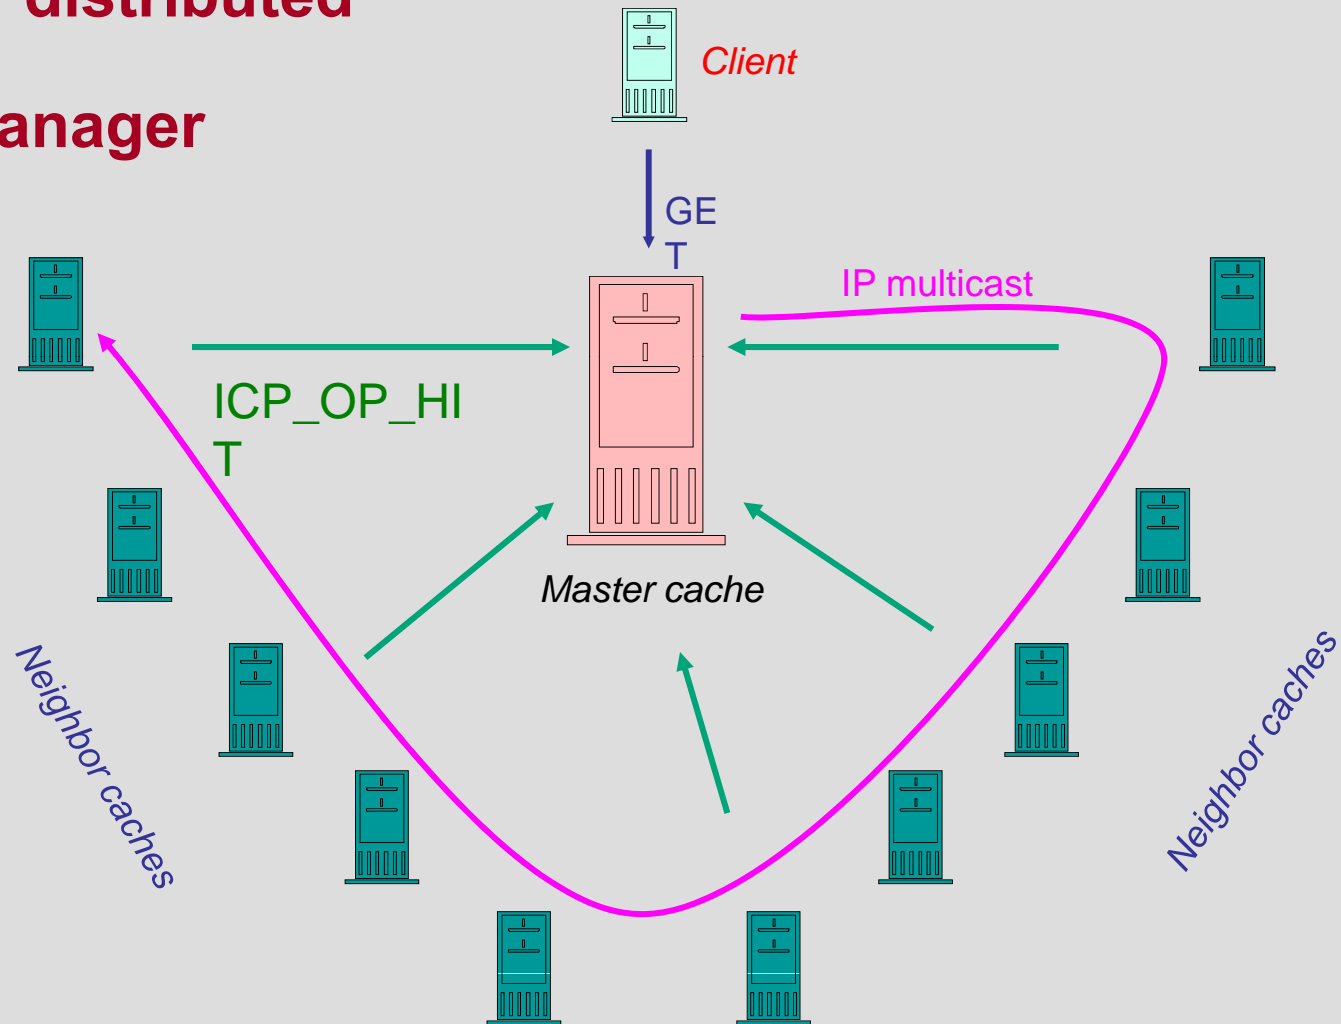 distributed
anager
Client
GE
T
IP multicast
ICP_OP_HI
T
Master cache
Neighbor caches
Neighbor caches